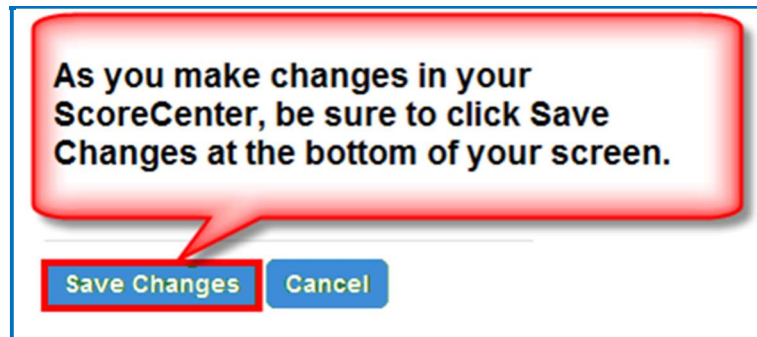 As you make changes in your
ScoreCenter, be sure to click Save
Changes at the bottom of your screen.
Save Changes Cancel